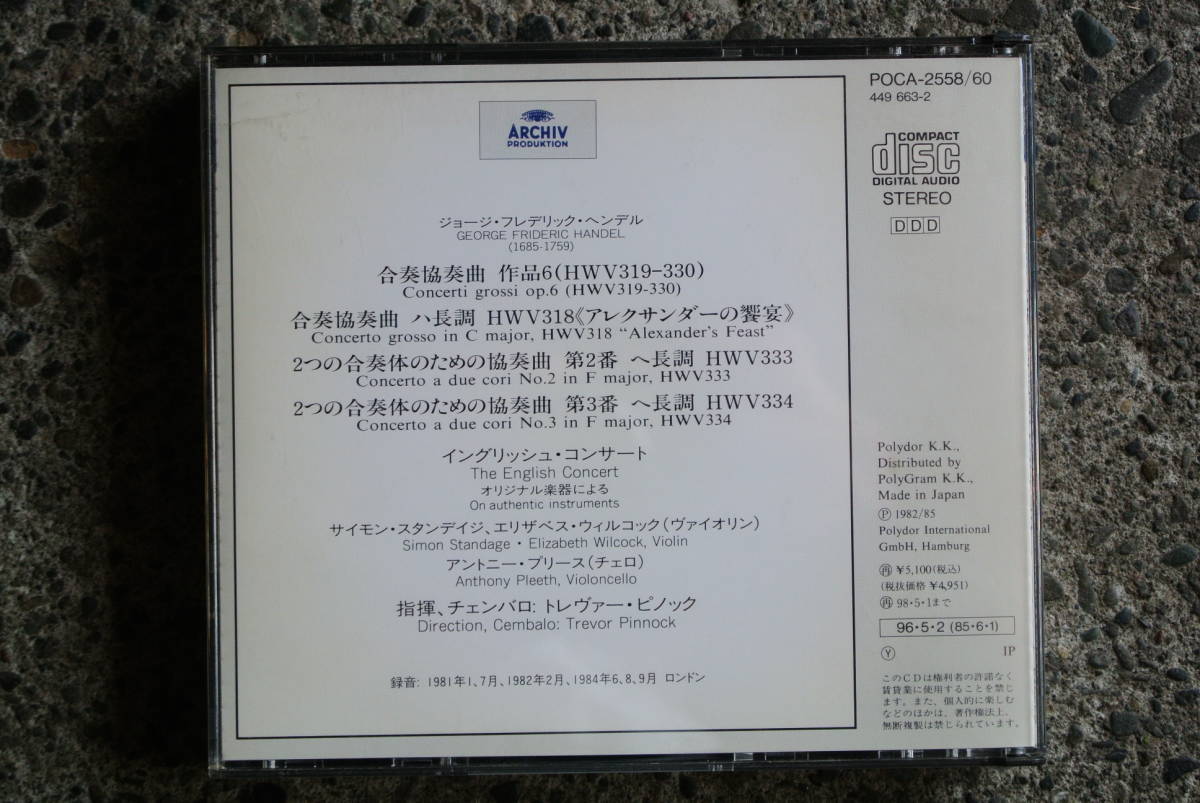 ARCHIV
PRODUKTION
ジョージ・フレデリック・ヘンデル
GEORGE FRIDERIC HANDEL
(1685-1759)
合奏協奏曲 作品6(HWV319-330)
Concerti grossi op.6 (HWV319-330)
合奏協奏曲 ハ長調 HWV318《アレクサンダーの饗宴》
Concerto grosso in C major, HWV318 “Alexander's Feast”
2つの合奏体のための協奏曲 第2番 ヘ長調 HWV333
Concerto a due cori No.2 in F major, HWV333
2つの合奏体のための協奏曲 第3番 ヘ長調 HWV334
Concerto a due cori No.3 in F major, HWV334
イングリッシュ・コンサート
The English Concert
オリジナル楽器による
On authentic instruments
サイモン・スタンデイジ、エリザベス・ウィルコック(ヴァイオリン)
Simon Standage • Elizabeth Wilcock, Violin
アントニー・プリース(チェロ)
Anthony Pleeth, Violoncello
指揮、チェンバロ: トレヴァー・ピノック
Direction, Cembalo: Trevor Pinnock
録音: 1981年1、7月、1982年2月、1984年6、8、9月 ロンドン
POCA-2558/60
449 663-2
COMPACT
disc
DIGITAL AUDIO
STEREO
DDD
Polydor K.K.,
Distributed by
PolyGram K.K.,
Made in Japan
Ⓟ 1982/85
Polydor International
GmbH, Hamburg
㊢ ¥5,100(税込)
(税抜価格 ¥4,951)
㊢ 98・5・1まで
96・5・2 (85・6・1)
Ⓨ IP
このCDは権利者の許諾なく
賃貸業に使用することを禁じ
ます。また、個人的に楽しむ
などのほかは、著作権法上、
無断複製は禁じられています。